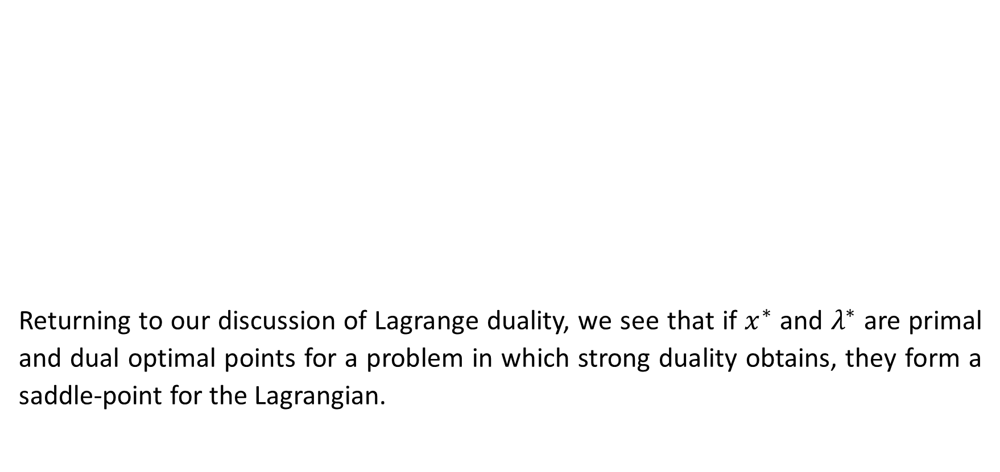 Returning to our discussion of Lagrange duality, we see that if 𝑥* and 𝜆* are primal
and dual optimal points for a problem in which strong duality obtains, they form a
saddle-point for the Lagrangian.